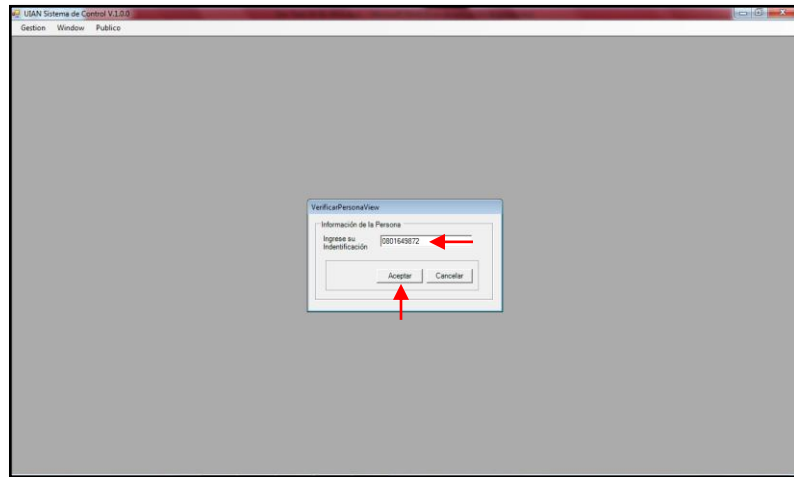 UIAN Sistema de Control V.1.0.0
Gestion Window Publico
VerificarPersonaView
Información de la Persona
Ingrese su
Indentificación
0801649872
Aceptar Cancelar